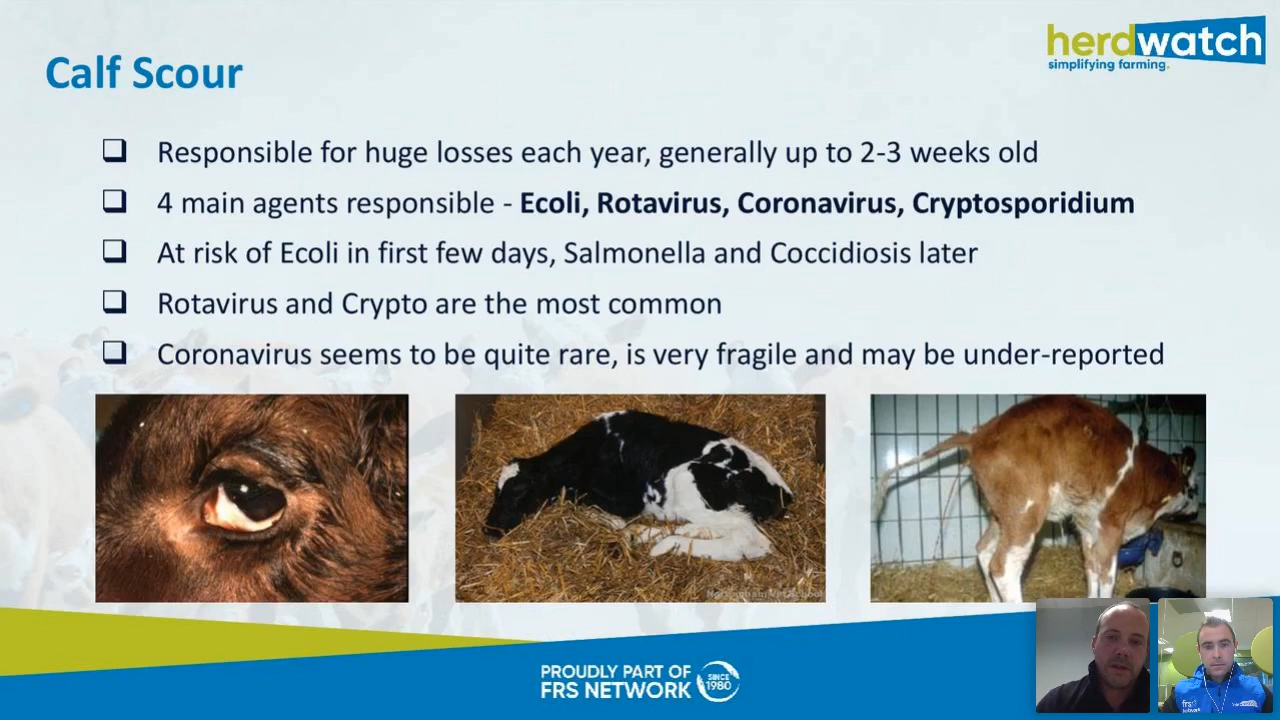 Calf Scour
herdwatch
simplifying farming.
Responsible for huge losses each year, generally up to 2-3 weeks old
4 main agents responsible - Ecoli, Rotavirus, Coronavirus, Cryptosporidium
At risk of Ecoli in first few days, Salmonella and Coccidiosis later
Rotavirus and Crypto are the most common
Coronavirus seems to be quite rare, is very fragile and may be under-reported
PROUDLY PART OF
FRS NETWORK
SINCE
1980
frs